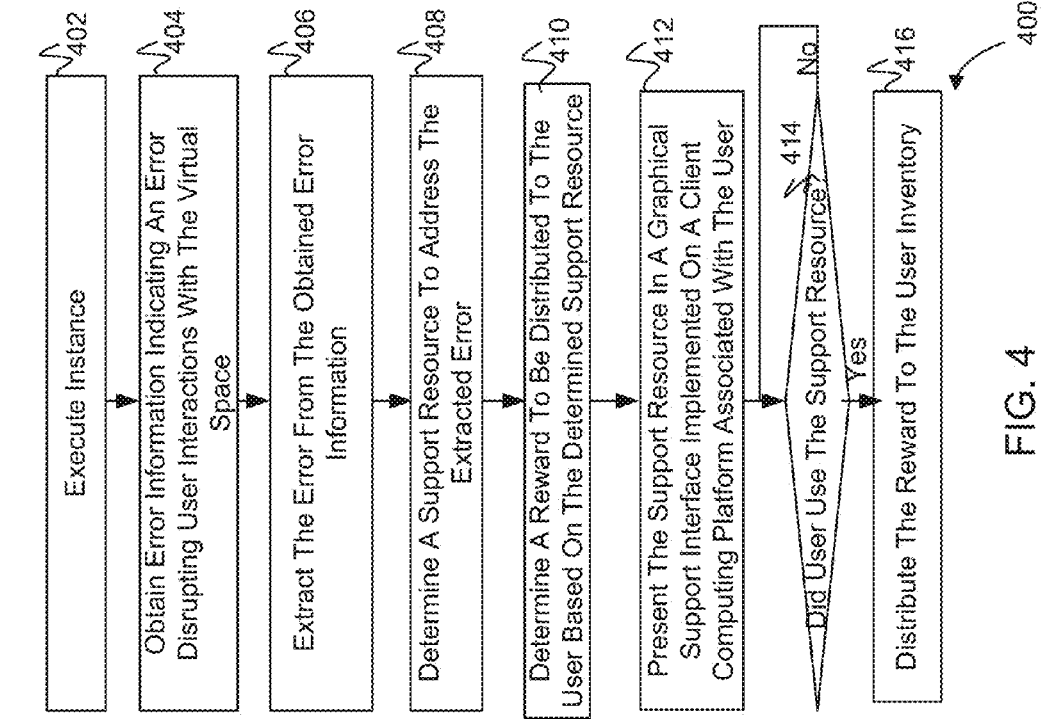 402
Execute Instance
404
Obtain Error Information Indicating An Error
Disrupting User Interactions With The Virtual
Space
406
Extract The Error From The Obtained Error
Information
408
Determine A Support Resource To Address The
Extracted Error
410
Determine A Reward To Be Distributed To The
User Based On The Determined Support Resource
412
Present The Support Resource In A Graphical
Support Interface Implemented On A Client
Computing Platform Associated With The User
414
Did User Use The Support Resource?
No
Yes
416
Distribute The Reward To The User Inventory
400
FIG. 4